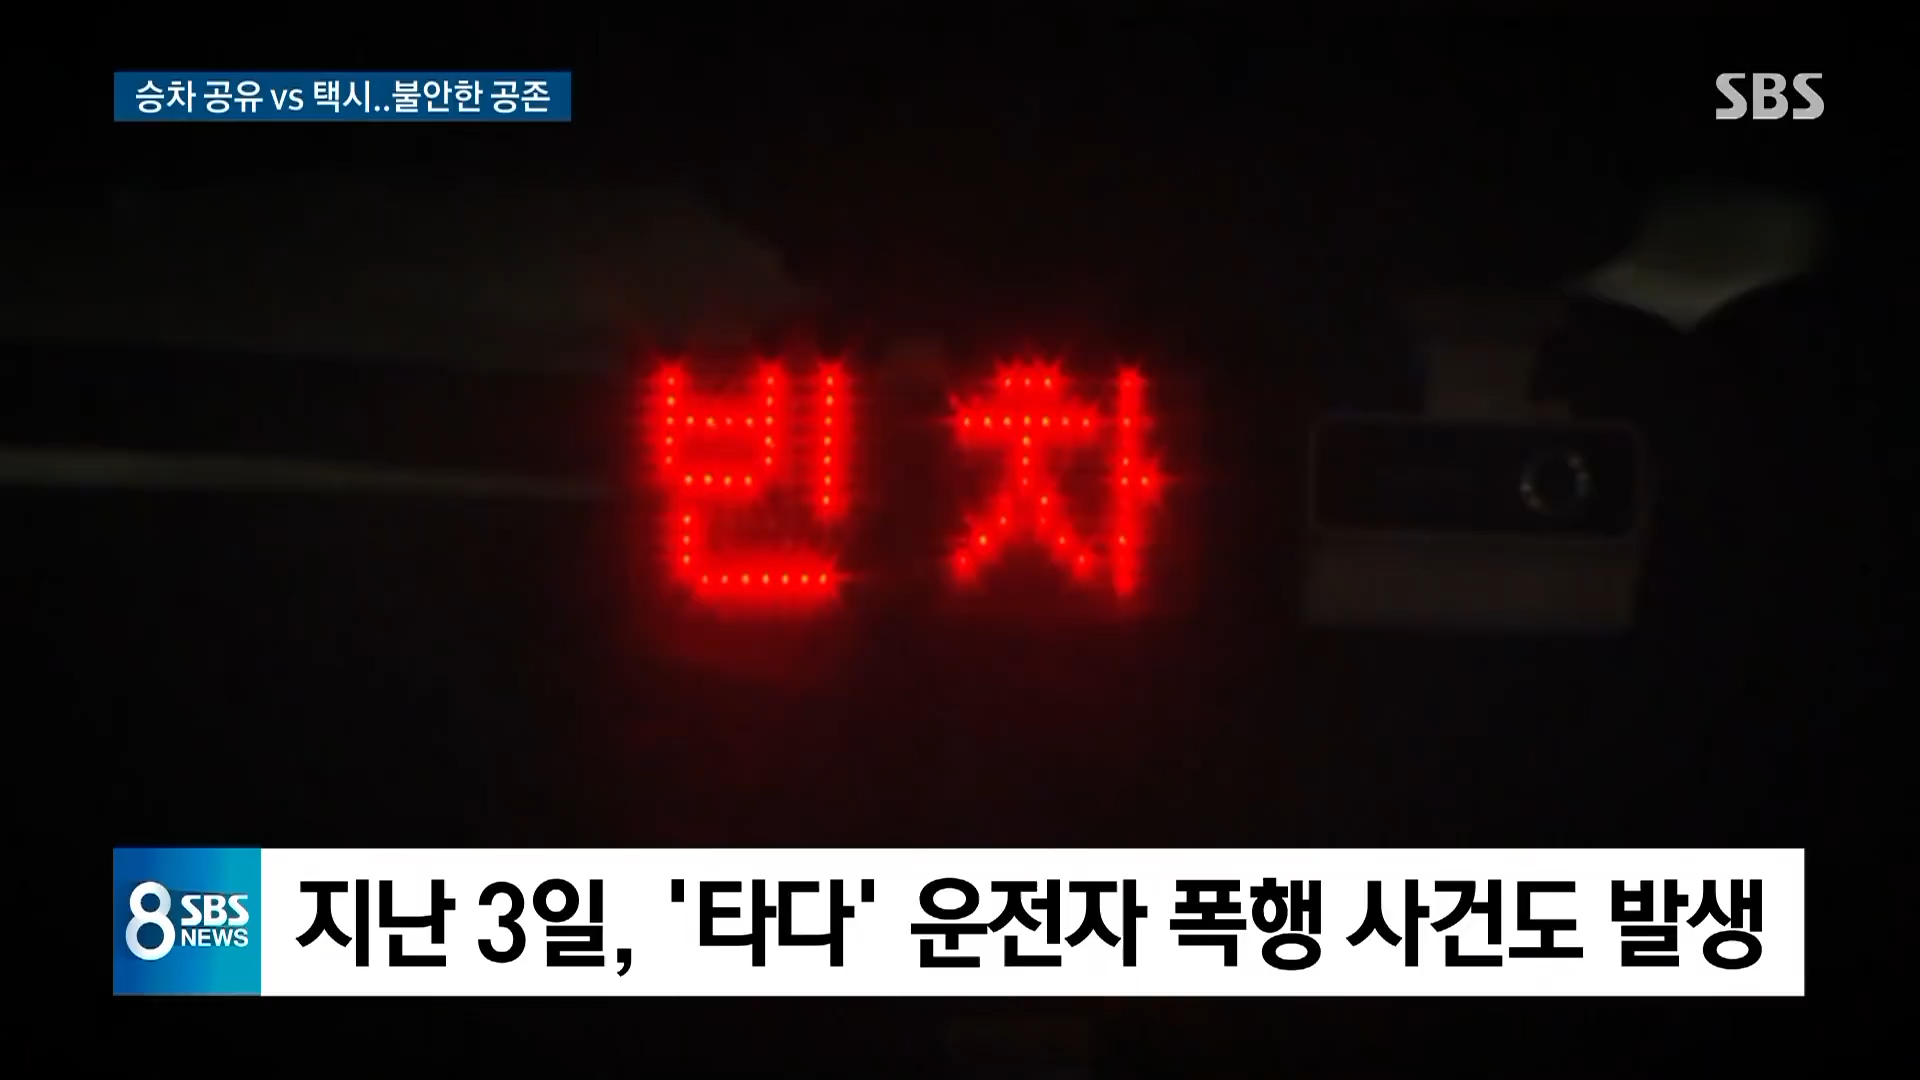 승차 공유 vs 택시..불안한 공존
SBS
빈차
8 SBS NEWS
지난 3일, '타다' 운전자 폭행 사건도 발생